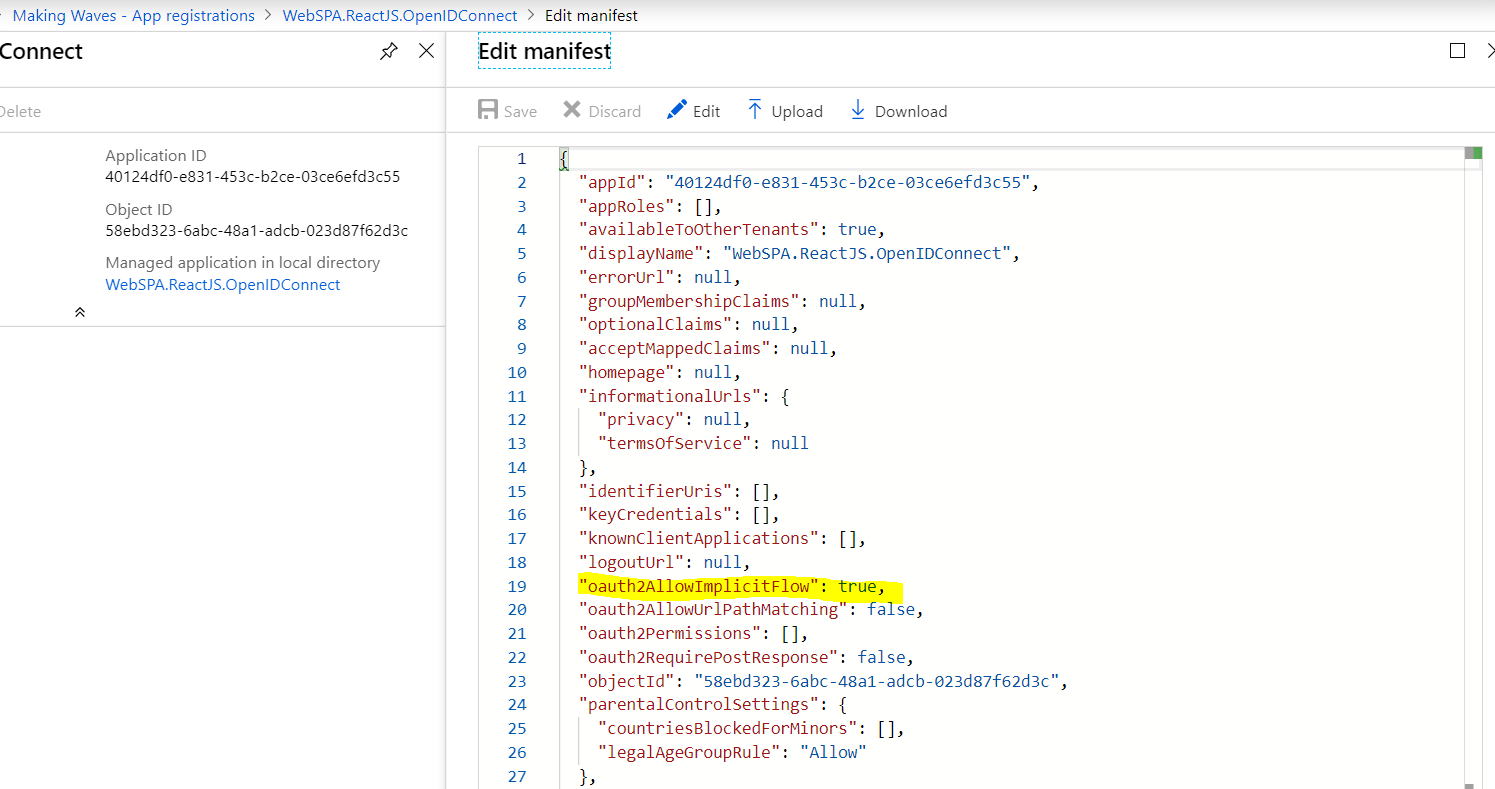 Making Waves - App registrations > WebSPA.ReactJS.OpenIDConnect > Edit manifest
Connect
Delete
Application ID
40124df0-e831-453c-b2ce-03ce6efd3c55
Object ID
58ebd323-6abc-48a1-adcb-023d87f62d3c
Managed application in local directory
WebSPA.ReactJS.OpenIDConnect
Edit manifest
Save Discard Edit Upload Download
1 {
2 "appId": "40124df0-e831-453c-b2ce-03ce6efd3c55",
3 "appRoles": [],
4 "availableToOtherTenants": true,
5 "displayName": "WebSPA.ReactJS.OpenIDConnect",
6 "errorUrl": null,
7 "groupMembershipClaims": null,
8 "optionalClaims": null,
9 "acceptMappedClaims": null,
10 "homepage": null,
11 "informationalUrls": {
12 "privacy": null,
13 "termsOfService": null
14 },
15 "identifierUris": [],
16 "keyCredentials": [],
17 "knownClientApplications": [],
18 "logoutUrl": null,
19 "oauth2AllowImplicitFlow": true,
20 "oauth2AllowUrlPathMatching": false,
21 "oauth2Permissions": [],
22 "oauth2RequirePostResponse": false,
23 "objectId": "58ebd323-6abc-48a1-adcb-023d87f62d3c",
24 "parentalControlSettings": {
25 "countriesBlockedForMinors": [],
26 "legalAgeGroupRule": "Allow"
27 },